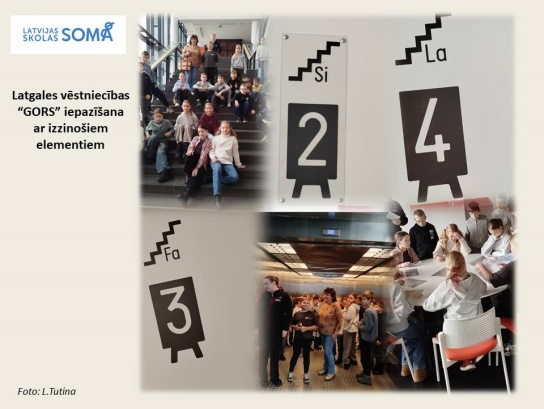 LATVIJAS
SKOLAS SOMA
Latgales vēstniecības
“GORS” iepazīšana
ar izzinošiem
elementiem
Si
2
La
4
Fa
3
Foto: L.Tutina